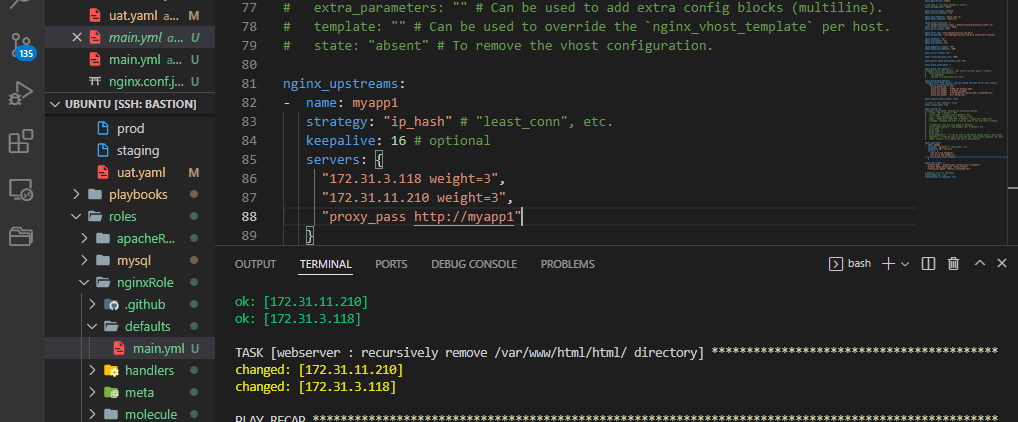 uat.yaml M
main.yml a... U
main.yml a... U
nginx.conf.j... U
135
UBUNTU [SSH: BASTION]
prod
staging
uat.yaml M
playbooks
roles
apacheR...
mysql
nginxRole
.github
defaults
main.yml U
handlers
meta
molecule
77 # extra_parameters: "" # Can be used to add extra config blocks (multiline).
78 # template: "" # Can be used to override the `nginx_vhost_template` per host.
79 # state: "absent" # To remove the vhost configuration.
80
81 nginx_upstreams:
82 - name: myapp1
83 strategy: "ip_hash" # "least_conn", etc.
84 keepalive: 16 # optional
85 servers: {
86 "172.31.3.118 weight=3",
87 "172.31.11.210 weight=3",
88 "proxy_pass http://myapp1"
89 }
OUTPUT TERMINAL PORTS DEBUG CONSOLE PROBLEMS
bash
ok: [172.31.11.210]
ok: [172.31.3.118]
TASK [webserver : recursively remove /var/www/html/html/ directory] ****************************************
changed: [172.31.11.210]
changed: [172.31.3.118]
PLAY RECAP *********************************************************************************************